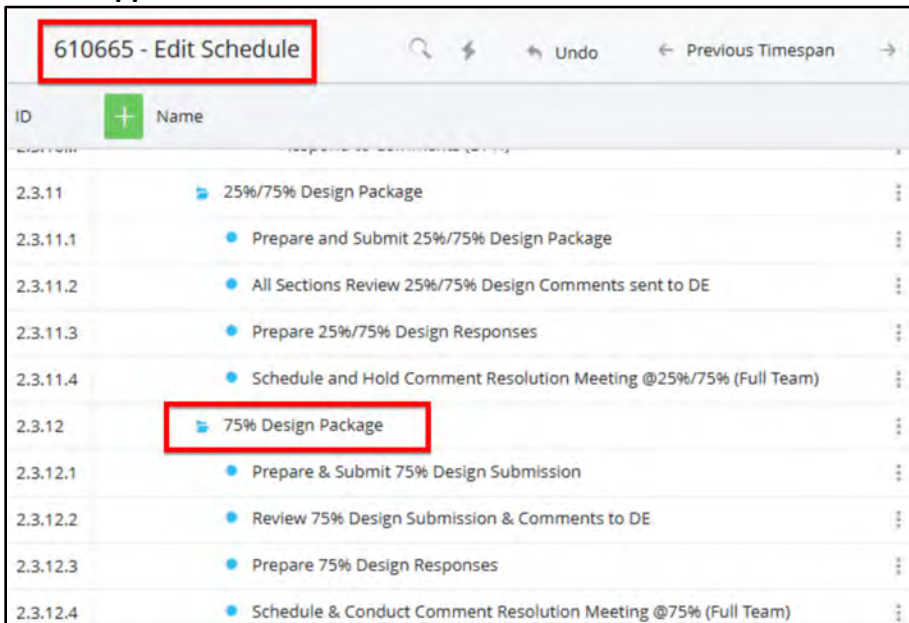 610665 - Edit Schedule Undo ← Previous Timespan →
ID + Name
2.3.11 25%/75% Design Package
2.3.11.1 Prepare and Submit 25%/75% Design Package
2.3.11.2 All Sections Review 25%/75% Design Comments sent to DE
2.3.11.3 Prepare 25%/75% Design Responses
2.3.11.4 Schedule and Hold Comment Resolution Meeting @25%/75% (Full Team)
2.3.12 75% Design Package
2.3.12.1 Prepare & Submit 75% Design Submission
2.3.12.2 Review 75% Design Submission & Comments to DE
2.3.12.3 Prepare 75% Design Responses
2.3.12.4 Schedule & Conduct Comment Resolution Meeting @75% (Full Team)